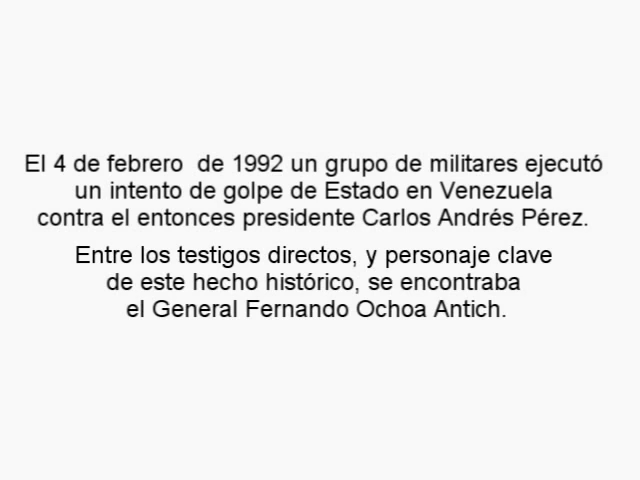 El 4 de febrero  de 1992 un grupo de militares ejecutó
un intento de golpe de Estado en Venezuela
contra el entonces presidente Carlos Andrés Pérez.
Entre los testigos directos, y personaje clave
de este hecho histórico, se encontraba
el General Fernando Ochoa Antich.